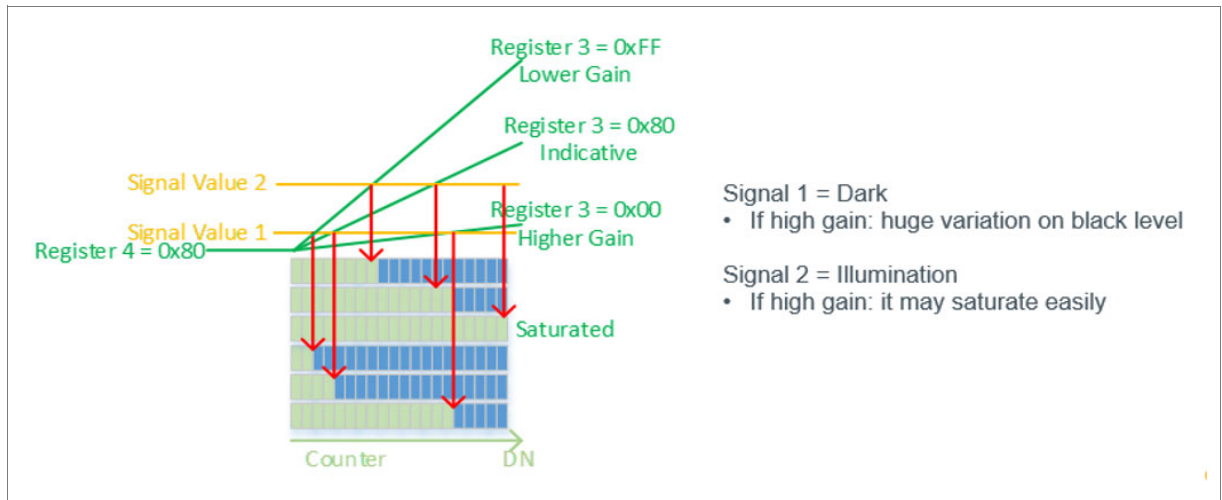 Register 3 = 0xFF
Lower Gain
Register 3 = 0x80
Indicative
Signal Value 2
Register 3 = 0x00
Higher Gain
Signal Value 1
Register 4 = 0x80
Saturated
Counter
DN
Signal 1 = Dark
• If high gain: huge variation on black level
Signal 2 = Illumination
• If high gain: it may saturate easily